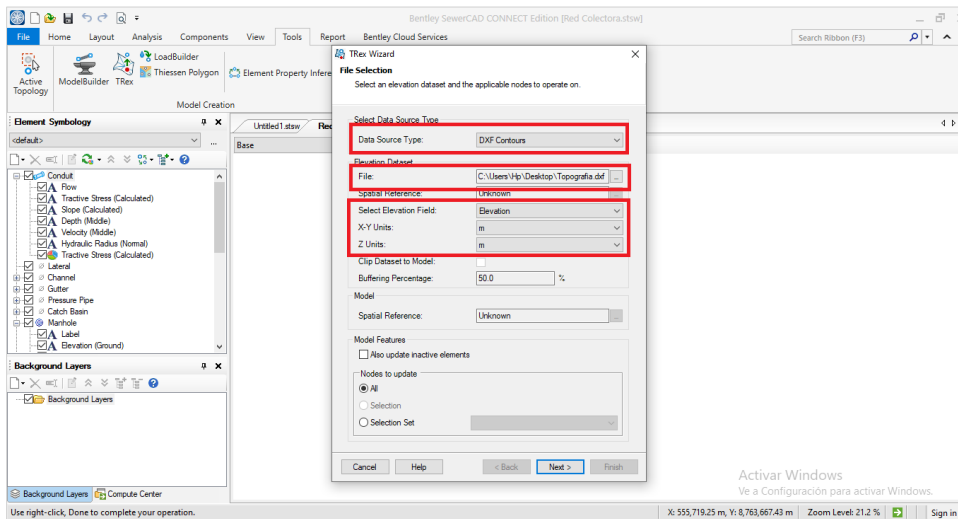 Bentley SewerCAD CONNECT Edition [Red Colectora.stsw]
File Home Layout Analysis Components View Tools Report Bentley Cloud Services
Search Ribbon (F3)
Active Topology
ModelBuilder
TRex
LoadBuilder
Thiessen Polygon
Element Property Infere
Model Creation
Element Symbology
<default>
Conduit
Flow
Tractive Stress (Calculated)
Slope (Calculated)
Depth (Middle)
Velocity (Middle)
Hydraulic Radius (Normal)
Tractive Stress (Calculated)
Lateral
Channel
Gutter
Pressure Pipe
Catch Basin
Manhole
Label
Elevation (Ground)
Background Layers
Background Layers
Background Layers
Compute Center
Untitled1.stsw
Rec
Base
TRex Wizard
File Selection
Select an elevation dataset and the applicable nodes to operate on.
Select Data Source Type
Data Source Type: DXF Contours
Elevation Dataset
File: C:\Users\Hp\Desktop\Topografia.dxf ...
Spatial Reference: Unknown
Select Elevation Field: Elevation
X-Y Units: m
Z Units: m
Clip Dataset to Model:
Buffering Percentage: 50.0 %
Model
Spatial Reference: Unknown ...
Model Features
Also update inactive elements
Nodes to update
All
Selection
Selection Set
Cancel Help < Back Next > Finish
Activar Windows
Ve a Configuración para activar Windows.
Use right-click, Done to complete your operation.
X: 555,719.25 m, Y: 8,763,667.43 m
Zoom Level: 21.2 %
Sign in